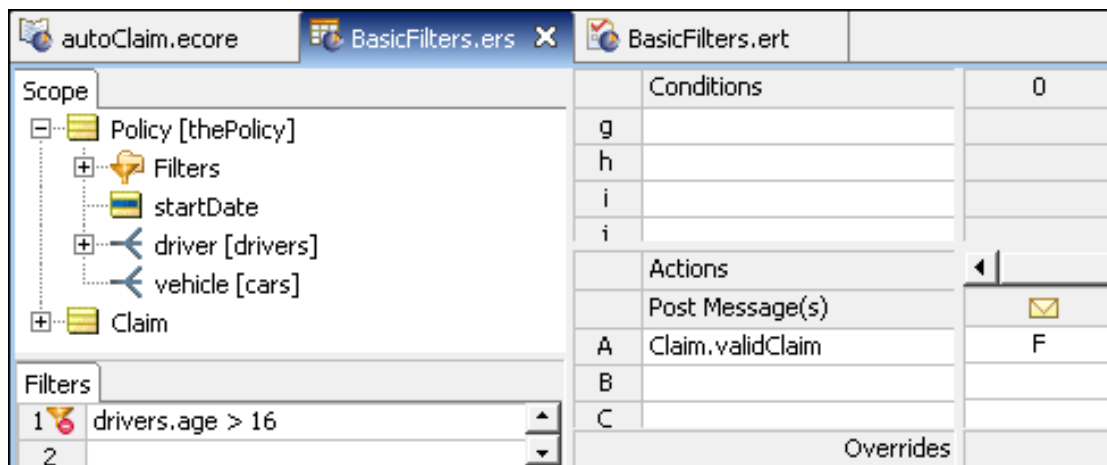 autoClaim.ecore
BasicFilters.ers
BasicFilters.ert
Scope
Policy [thePolicy]
Filters
startDate
driver [drivers]
vehicle [cars]
Claim
Filters
1 drivers.age > 16
2
Conditions 0
g
h
i
j
Actions
Post Message(s)
A Claim.validClaim F
B
C
Overrides